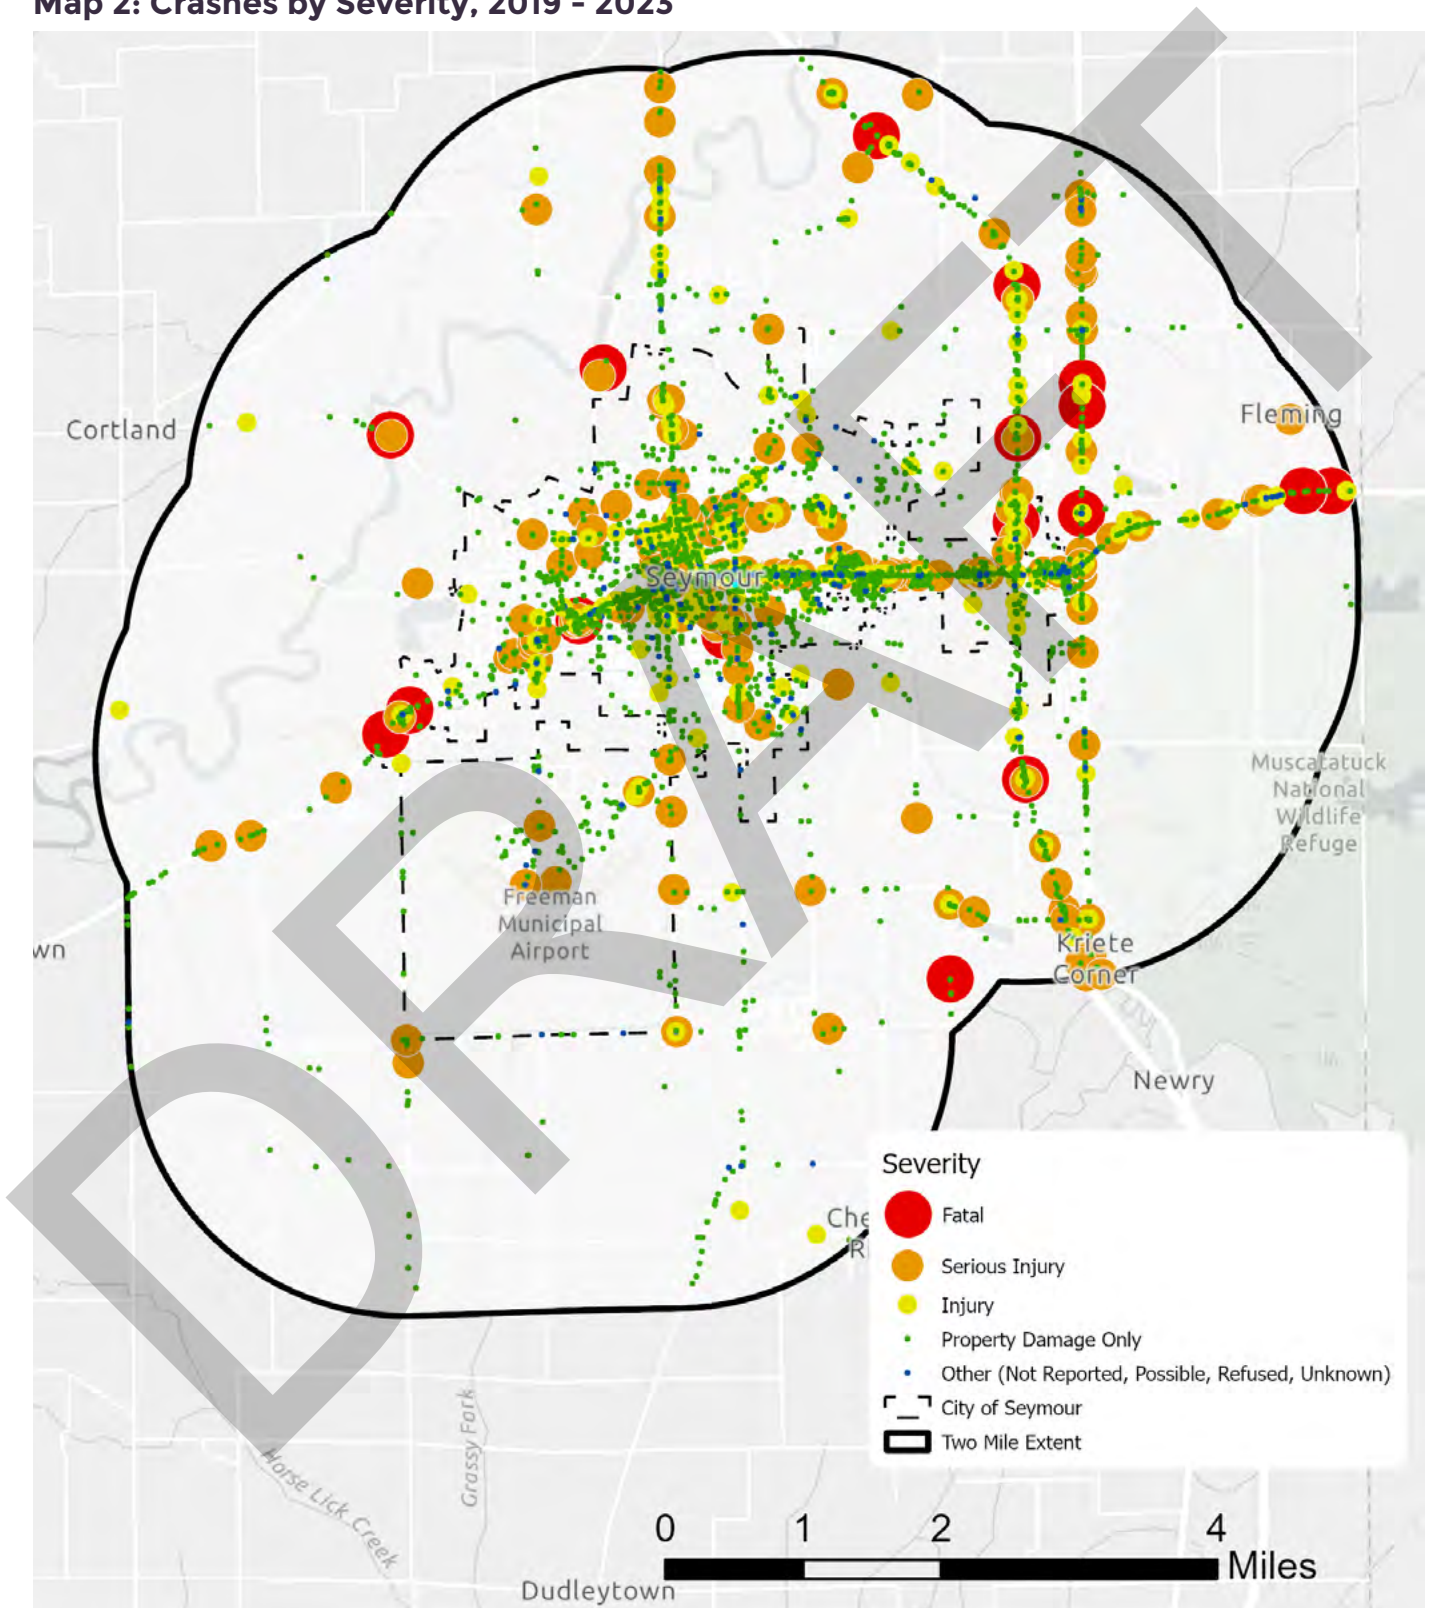 Map 2: Crashes by Severity, 2019 - 2023
Cortland
Fleming
Seymour
Muscatatuck
National
Wildlife
Refuge
Freeman
Municipal
Airport
wn
Kriete
Corner
Newry
Che
R
Severity
Fatal
Serious Injury
Injury
Property Damage Only
Other (Not Reported, Possible, Refused, Unknown)
City of Seymour
Two Mile Extent
Horse Lick Creek
Grassy Fork
0 1 2 4
Miles
Dudleytown
DRAFT